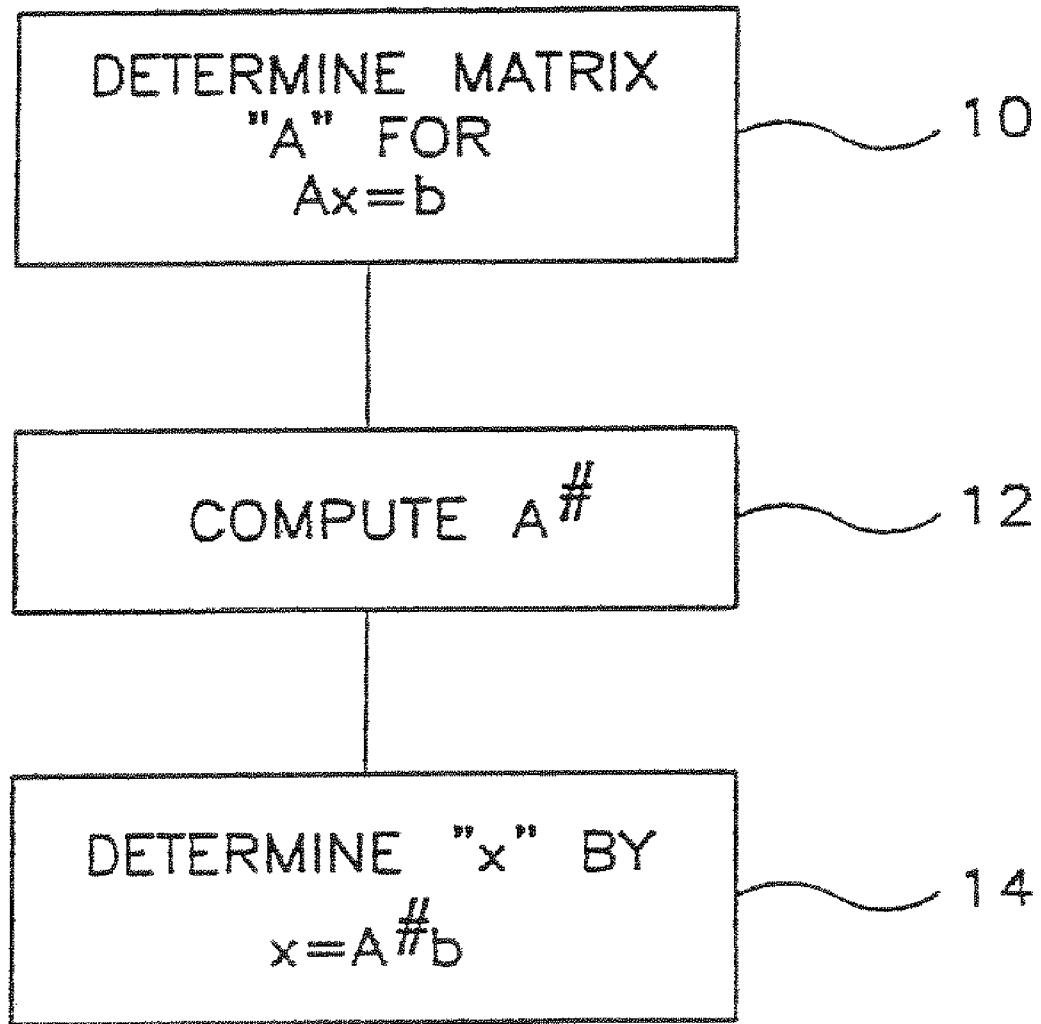 DETERMINE MATRIX
"A" FOR
Ax=b
10
COMPUTE A#
12
DETERMINE "x" BY
x=A#b
14